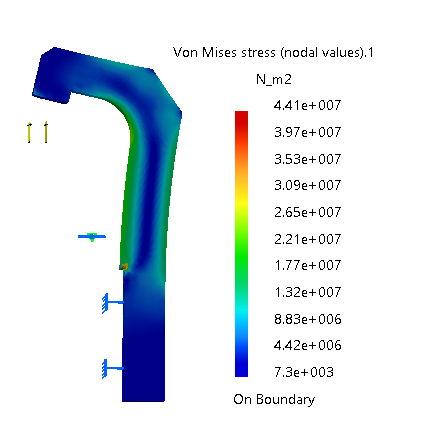 Von Mises stress (nodal values).1
N_m2
4.41e+007
3.97e+007
3.53e+007
3.09e+007
2.65e+007
2.21e+007
1.77e+007
1.32e+007
8.83e+006
4.42e+006
7.3e+003
On Boundary